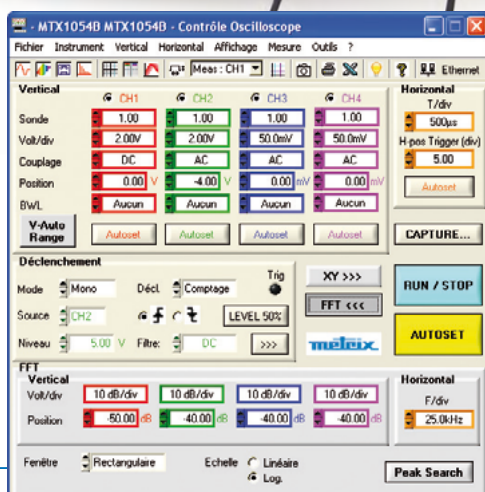 MTX1054B MTX1054B - Contrôle Oscilloscope
Fichier Instrument Vertical Horizontal Affichage Mesure Outils ?
Meas : CH1 Ethernet
Vertical
CH1 CH2 CH3 CH4
Sonde 1.00 1.00 1.00 1.00
Volt/div 2.00V 2.00V 50.0mV 50.0mV
Couplage DC AC AC AC
Position 0.00 V -4.00 V 0.00 mV 0.00 mV
BWL Aucun Aucun Aucun Aucun
V-Auto Range Autoset Autoset Autoset Autoset
Horizontal
T/div
500µs
H-pos Trigger (div)
5.00
Autoset
CAPTURE...
Déclenchement
Mode Mono Décl. Comptage Trig
Source CH2 LEVEL 50%
Niveau 5.00 V Filtre: DC >>>
XY >>>
FFT <<<
metrix
RUN / STOP
AUTOSET
FFT
Vertical
Volt/div 10 dB/div 10 dB/div 10 dB/div 10 dB/div
Position -50.00 dB -40.00 dB -40.00 dB -40.00 dB
Horizontal
F/div
25.0kHz
Fenêtre Rectangulaire Echelle Linéaire
Log.
Peak Search